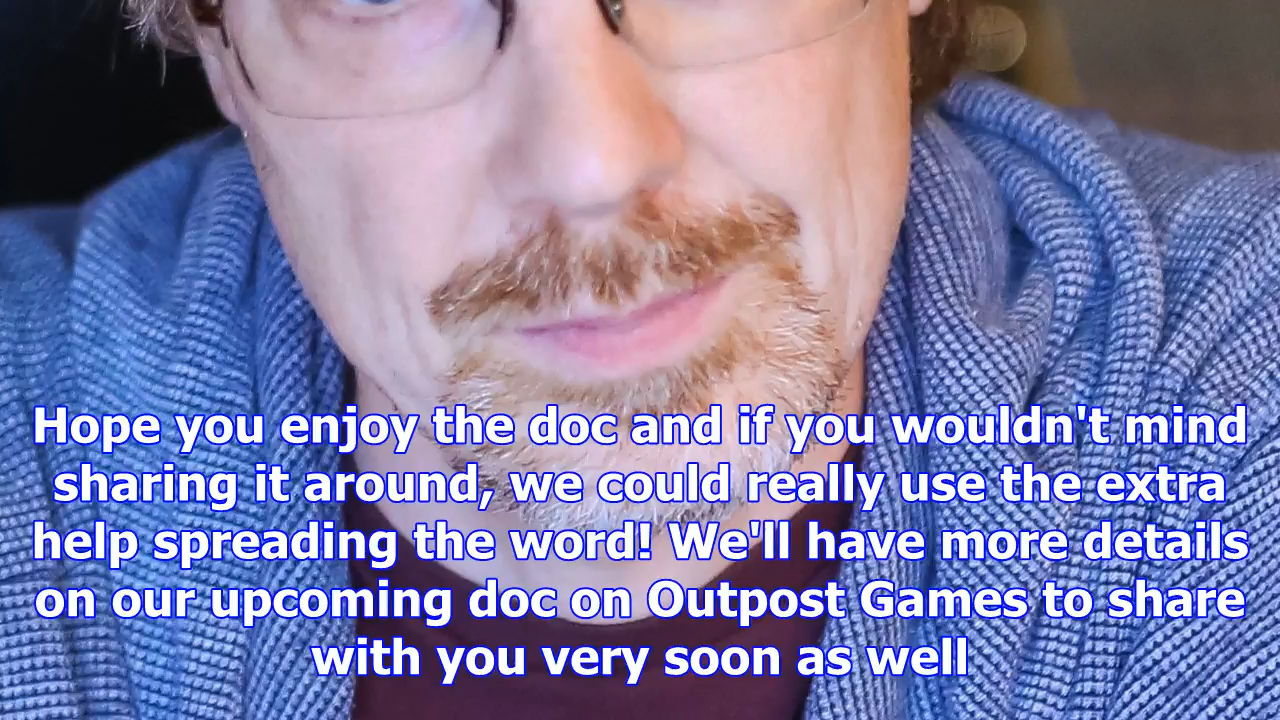 Hope you enjoy the doc and if you wouldn't mind
sharing it around, we could really use the extra
help spreading the word! We'll have more details
on our upcoming doc on Outpost Games to share
with you very soon as well